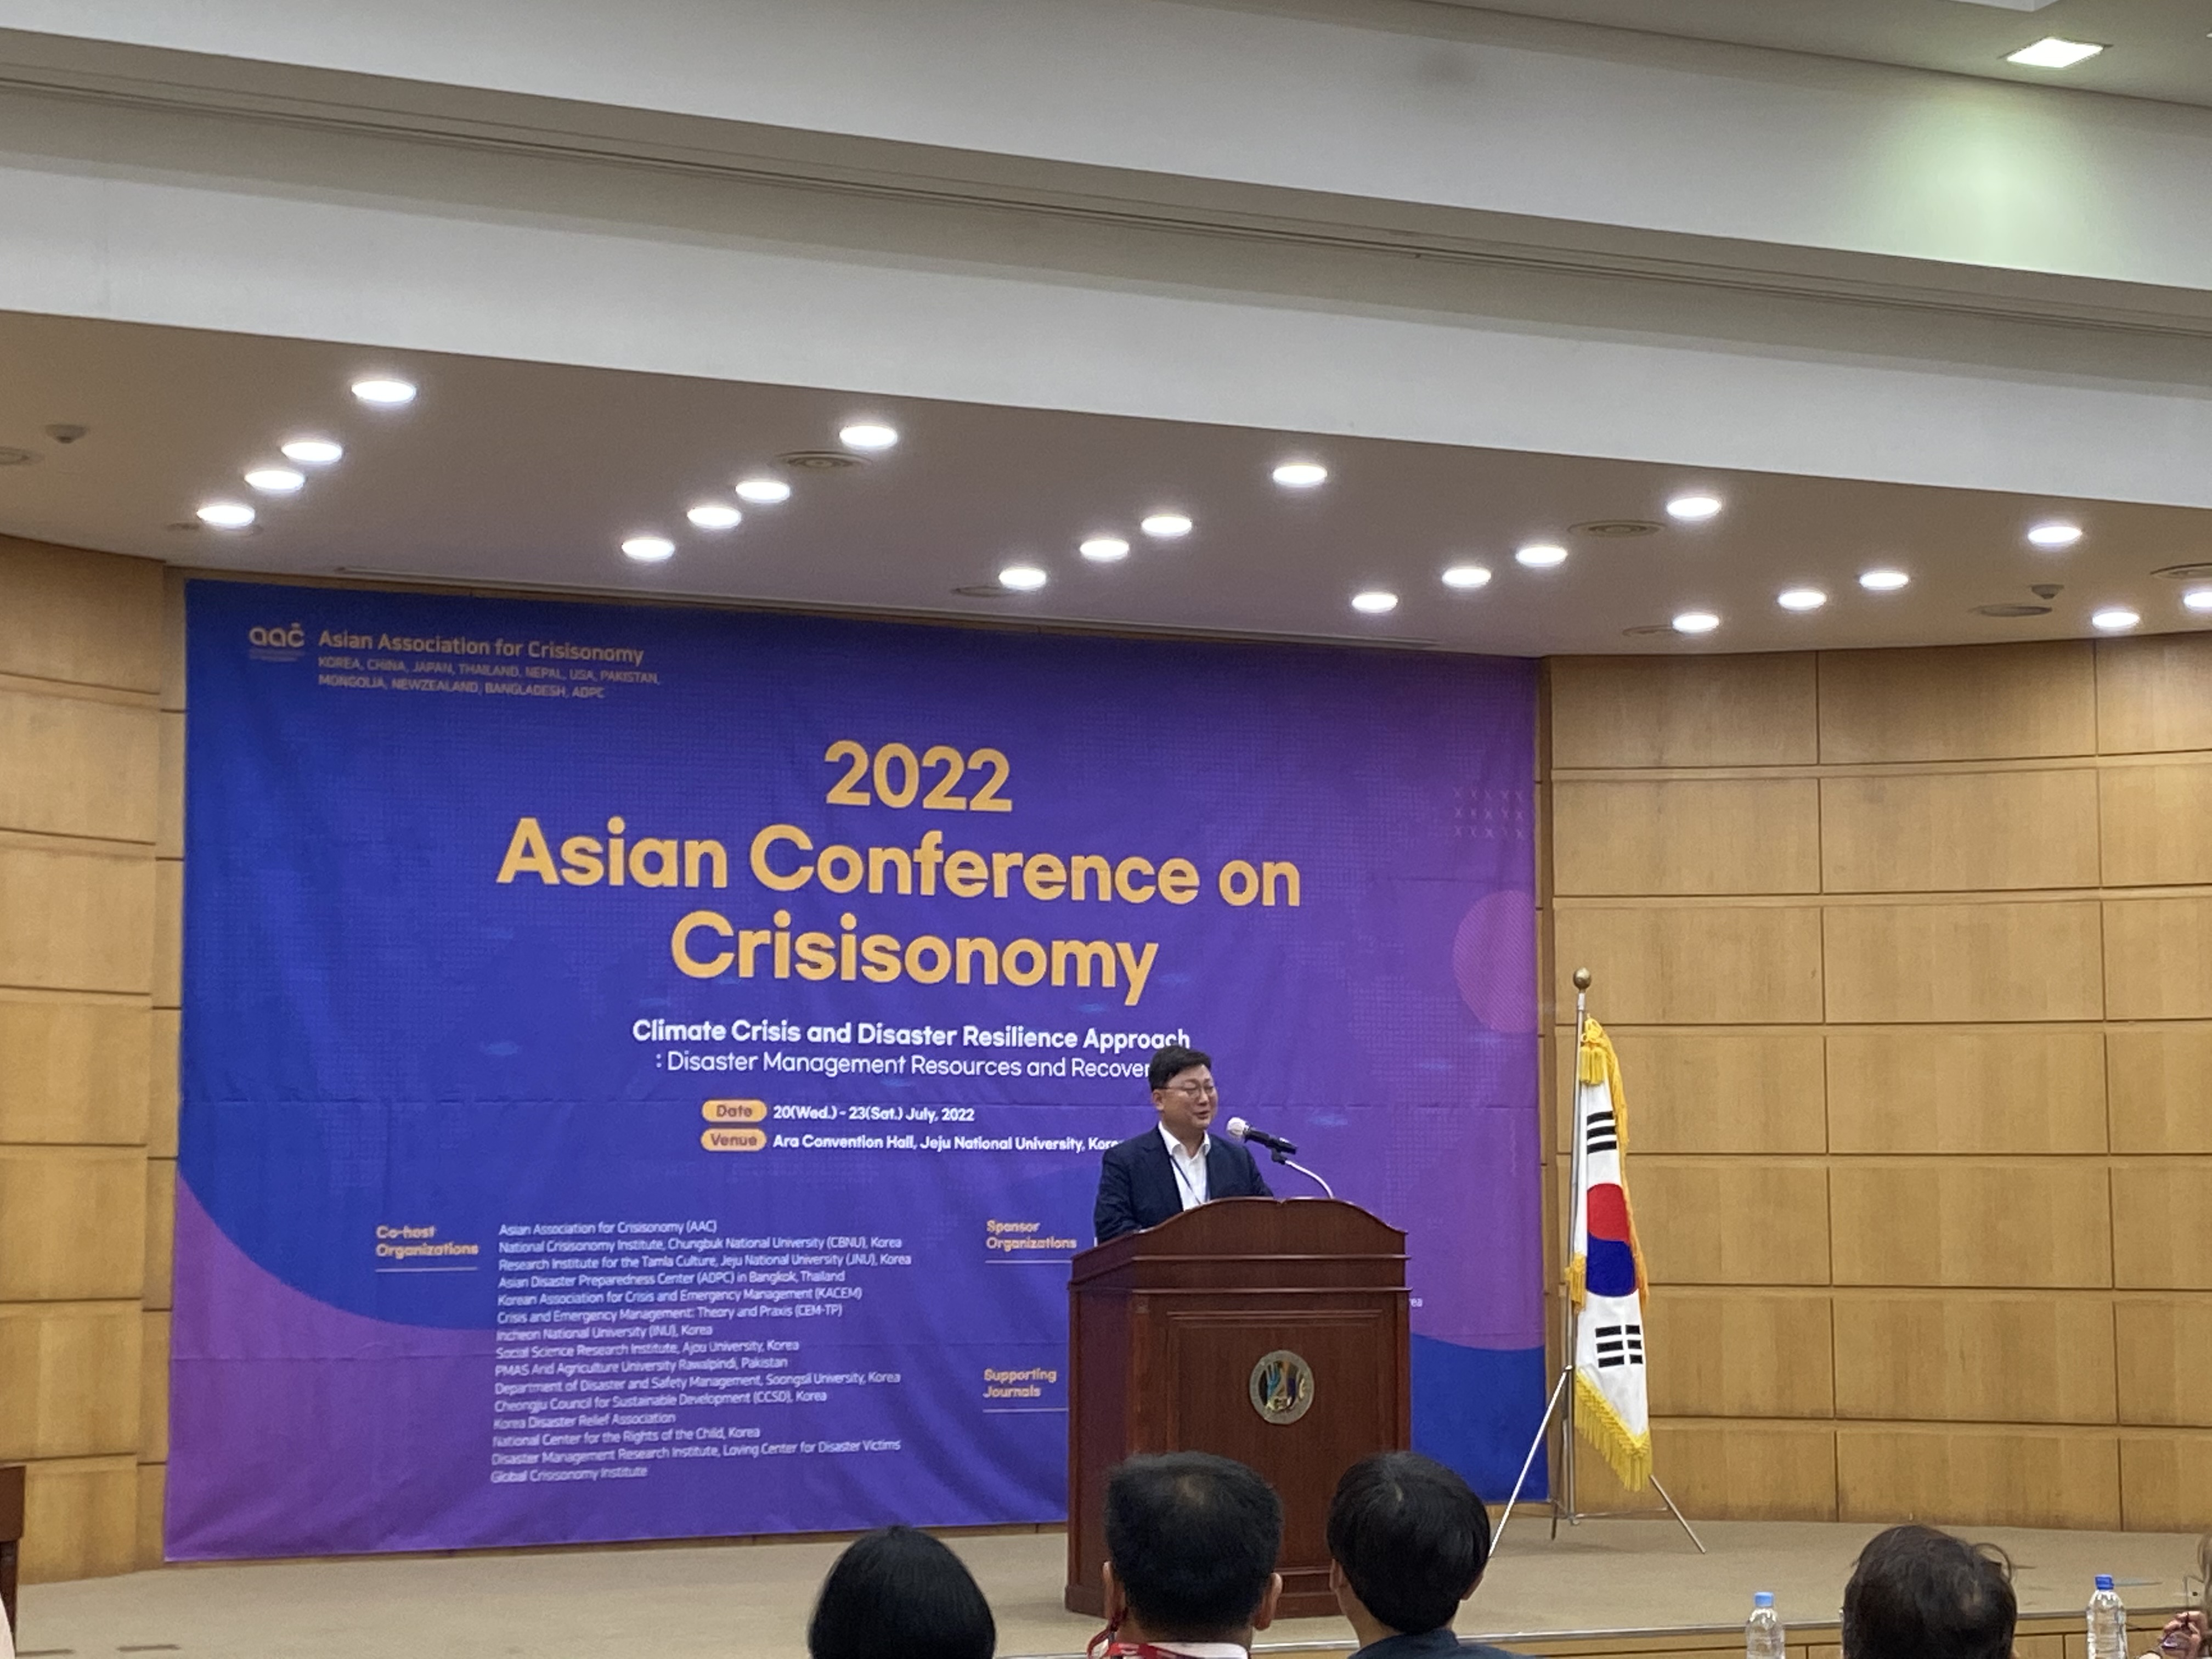 aac Asian Association for Crisisonomy
KOREA, CHINA, JAPAN, THAILAND, NEPAL, USA, PAKISTAN,
MONGOLIA, NEWZEALAND, BANGLADESH, ADPC
2022
Asian Conference on
Crisisonomy
Climate Crisis and Disaster Resilience Approach
: Disaster Management Resources and Recover
Date 20(Wed.) - 23(Sat.) July, 2022
Venue Ara Convention Hall, Jeju National University, Kore
Co-host
Organizations
Asian Association for Crisisonomy (AAC)
National Crisisonomy Institute, Chungbuk National University (CBNU), Korea
Research Institute for the Tamla Culture, Jeju National University (JNU), Korea
Asian Disaster Preparedness Center (ADPC) in Bangkok, Thailand
Korean Association for Crisis and Emergency Management (KACEM)
Crisis and Emergency Management: Theory and Praxis (CEM-TP)
Incheon National University (INU), Korea
Social Science Research Institute, Ajou University, Korea
PMAS Arid Agriculture University Rawalpindi, Pakistan
Department of Disaster and Safety Management, Soongsil University, Korea
Cheongju Council for Sustainable Development (CCSD), Korea
Korea Disaster Relief Association
National Center for the Rights of the Child, Korea
Disaster Management Research Institute, Loving Center for Disaster Victims
Global Crisisonomy Institute
Sponsor
Organizations
rea
Supporting
Journals